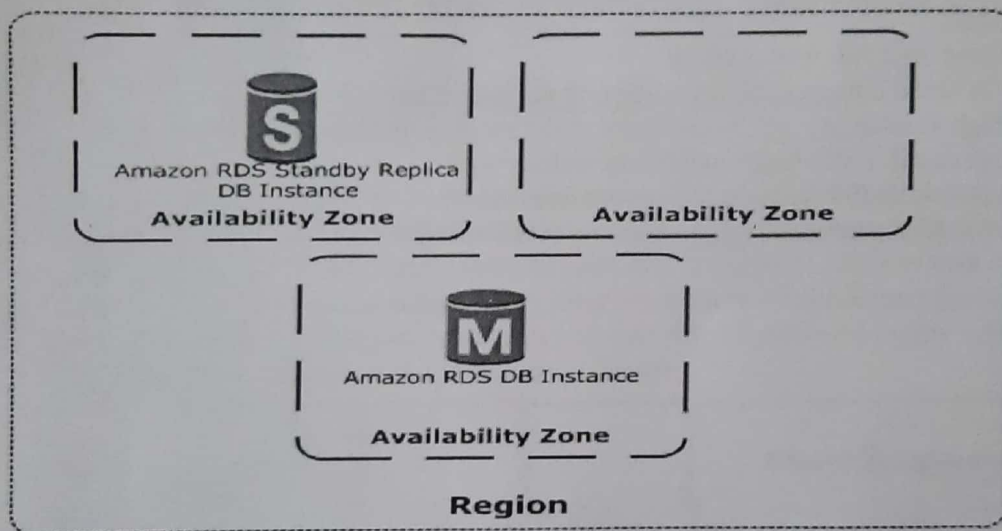 S
Amazon RDS Standby Replica
DB Instance
Availability Zone
Availability Zone
M
Amazon RDS DB Instance
Availability Zone
Region